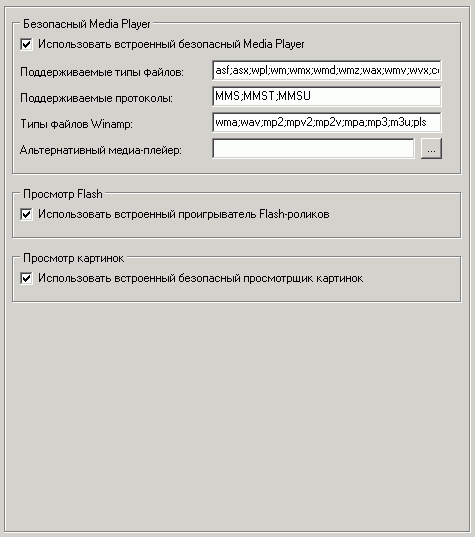 Безопасный Media Player
Использовать встроенный безопасный Media Player
Поддерживаемые типы файлов: asf;asx;wpl;wm;wmx;wmd;wmz;wax;wmv;wvx;
Поддерживаемые протоколы: MMS;MMST;MMSU
Типы файлов Winamp: wma;wav;mp2;mpv2;mp2v;mpa;mp3;m3u;pls
Альтернативный медиа-плейер: ...
Просмотр Flash
Использовать встроенный проигрыватель Flash-роликов
Просмотр картинок
Использовать встроенный безопасный просмотрщик картинок